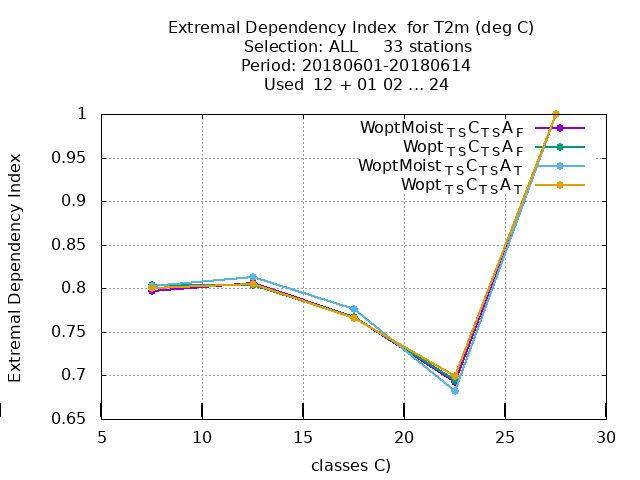 Extremal Dependency Index  for T2m (deg C)
Selection: ALL     33 stations
Period: 20180601-20180614
Used  12 + 01 02 ... 24
WoptMoist TS C TS A F
Wopt TS C TS A F
WoptMoist TS C TS A T
Wopt TS C TS A T
1
0.95
0.9
0.85
0.8
0.75
0.7
0.65
Extremal Dependency Index
5 10 15 20 25 30
classes C)